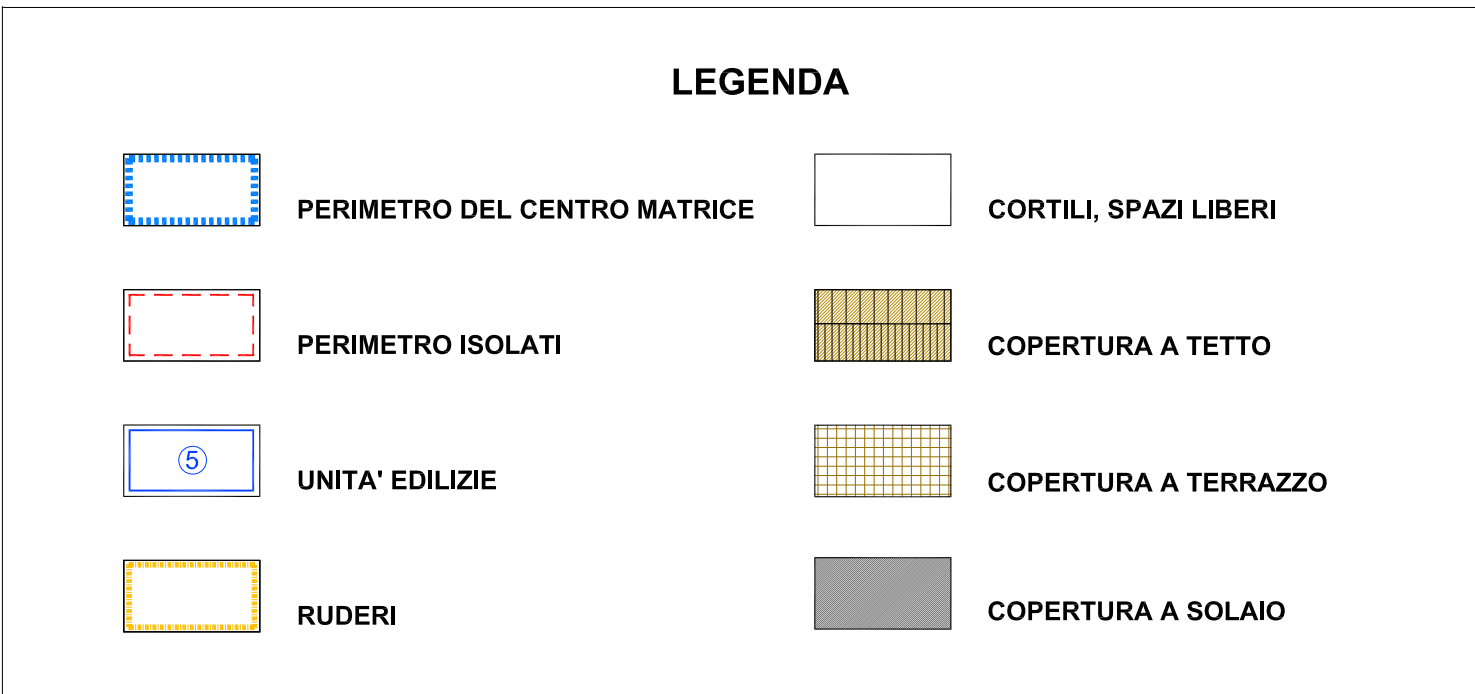 LEGENDA
PERIMETRO DEL CENTRO MATRICE
PERIMETRO ISOLATI
5
UNITA' EDILIZIE
RUDERI
CORTILI, SPAZI LIBERI
COPERTURA A TETTO
COPERTURA A TERRAZZO
COPERTURA A SOLAIO